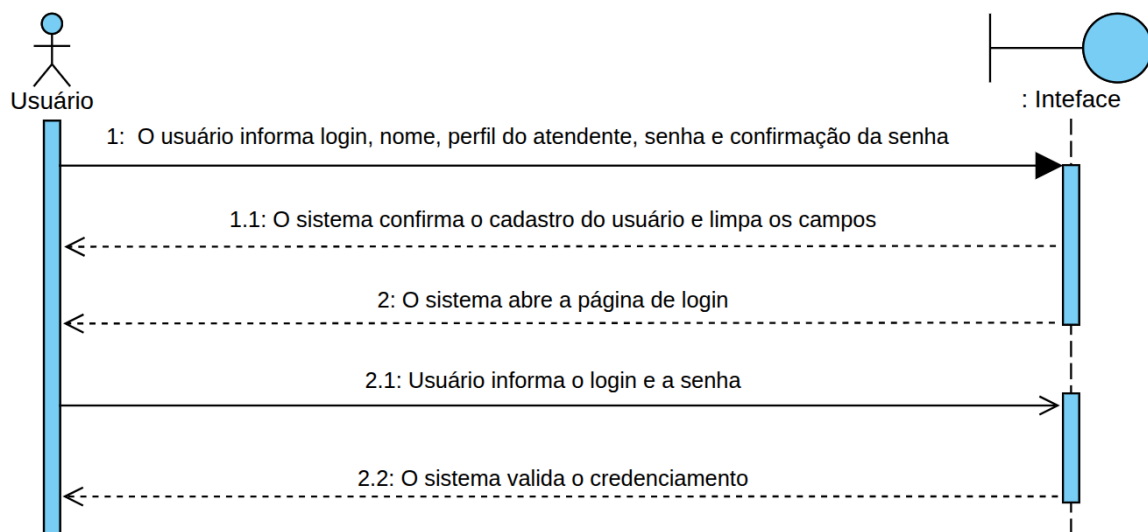 Usuário
: Inteface
1: O usuário informa login, nome, perfil do atendente, senha e confirmação da senha
1.1: O sistema confirma o cadastro do usuário e limpa os campos
2: O sistema abre a página de login
2.1: Usuário informa o login e a senha
2.2: O sistema valida o credenciamento